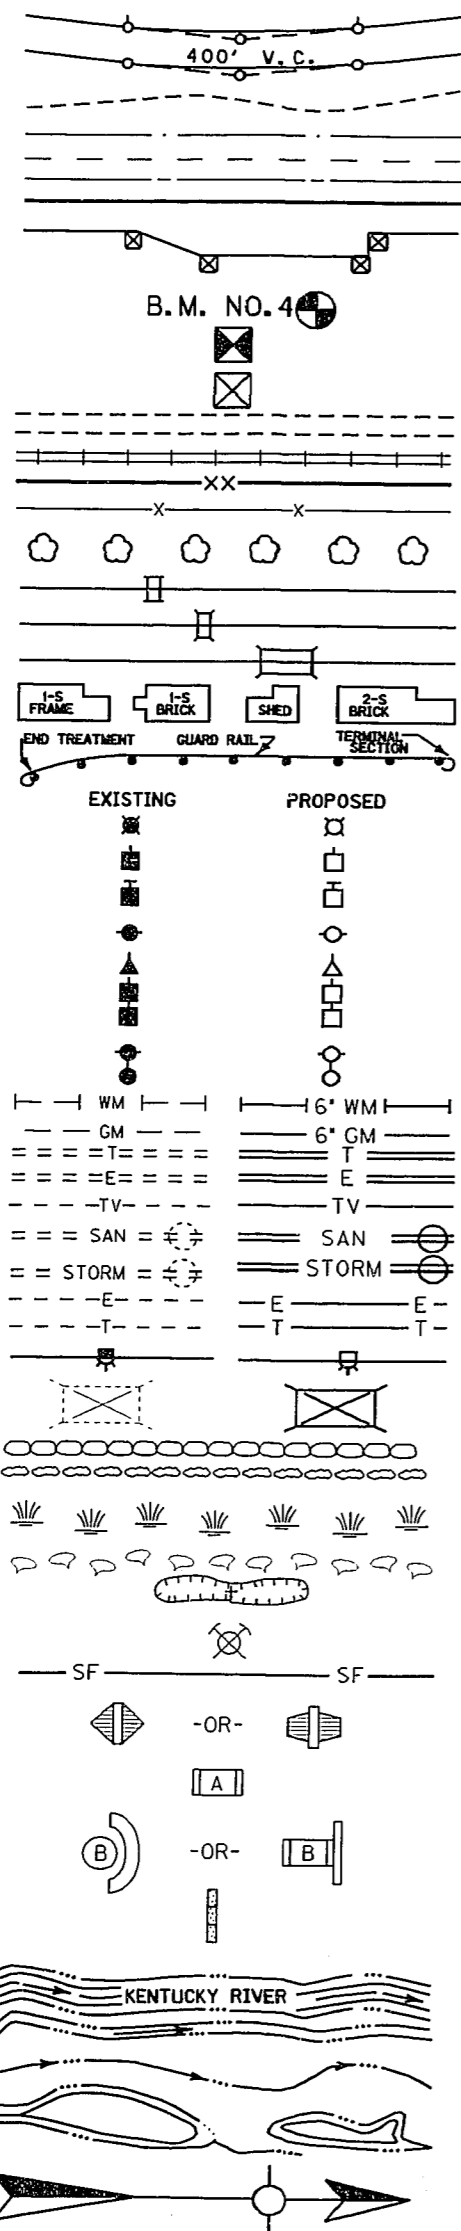 400' V.C.
B.M. NO. 4
XX
X X
1-S FRAME 1-S BRICK SHED 2-S BRICK
END TREATMENT GUARD RAIL TERMINAL SECTION
EXISTING PROPOSED
WM 6" WM
GM 6" GM
T T
E E
TV TV
SAN SAN
STORM STORM
E E E
T T T
SF SF
-OR-
A
B -OR- B
KENTUCKY RIVER